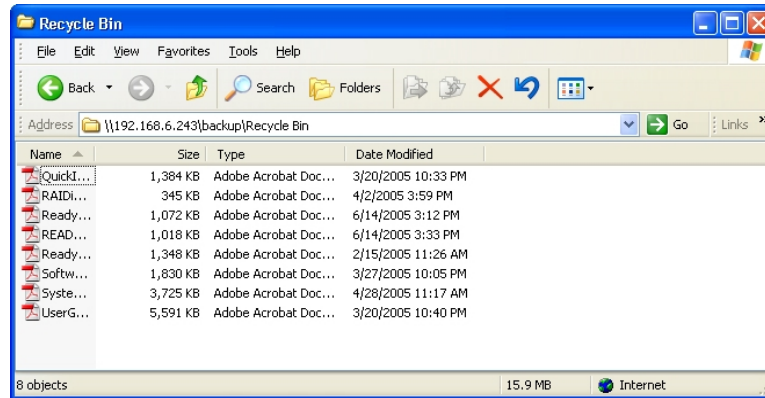 Recycle Bin
File Edit View Favorites Tools Help
Back Search Folders
Address \\192.168.6.243\backup\Recycle Bin Go Links »
Name Size Type Date Modified
QuickI... 1,384 KB Adobe Acrobat Doc... 3/20/2005 10:33 PM
RAIDi... 345 KB Adobe Acrobat Doc... 4/2/2005 3:59 PM
Ready... 1,072 KB Adobe Acrobat Doc... 6/14/2005 3:12 PM
READ... 1,018 KB Adobe Acrobat Doc... 6/14/2005 3:33 PM
Ready... 1,348 KB Adobe Acrobat Doc... 2/15/2005 11:26 AM
Softw... 1,830 KB Adobe Acrobat Doc... 3/27/2005 10:05 PM
Syste... 3,725 KB Adobe Acrobat Doc... 4/28/2005 11:17 AM
UserG... 5,591 KB Adobe Acrobat Doc... 3/20/2005 10:40 PM
8 objects 15.9 MB Internet